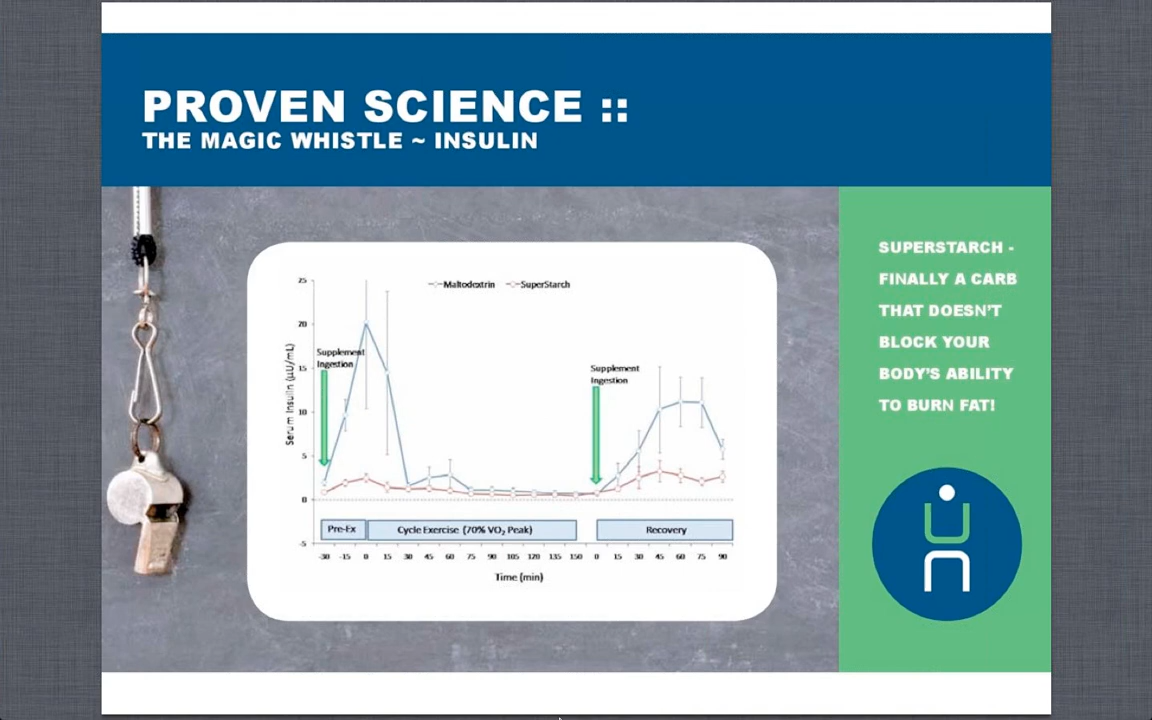 PROVEN SCIENCE ::
THE MAGIC WHISTLE ~ INSULIN
SUPERSTARCH -
FINALLY A CARB
THAT DOESN'T
BLOCK YOUR
BODY'S ABILITY
TO BURN FAT!
Maltodextrin
SuperStarch
25
20
15
10
5
0
-5
Serum Insulin (µU/mL)
Supplement
Ingestion
Supplement
Ingestion
Pre-Ex
Cycle Exercise (70% VO₂ Peak)
Recovery
-30 -15 0 15 30 45 60 75 90 105 120 135 150 0 15 30 45 60 75 90
Time (min)
un